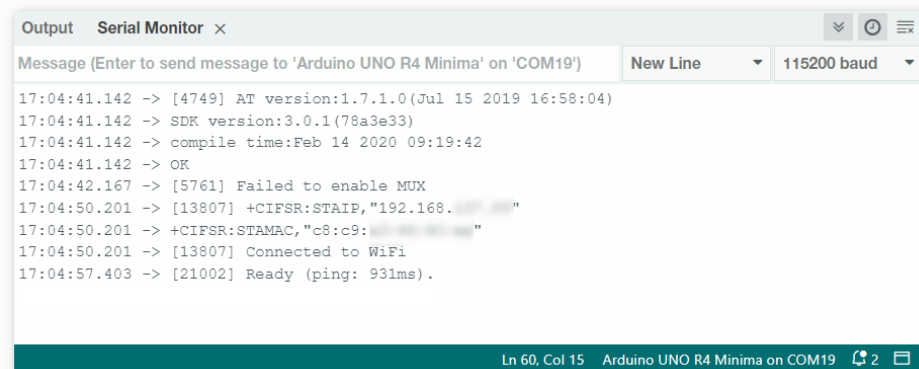 Output Serial Monitor ×
Message (Enter to send message to 'Arduino UNO R4 Minima' on 'COM19') New Line 115200 baud
17:04:41.142 -> [4749] AT version:1.7.1.0(Jul 15 2019 16:58:04)
17:04:41.142 -> SDK version:3.0.1(78a3e33)
17:04:41.142 -> compile time:Feb 14 2020 09:19:42
17:04:41.142 -> OK
17:04:42.167 -> [5761] Failed to enable MUX
17:04:50.201 -> [13807] +CIFSR:STAIP,"192.168. "
17:04:50.201 -> +CIFSR:STAMAC,"c8:c9: "
17:04:50.201 -> [13807] Connected to WiFi
17:04:57.403 -> [21002] Ready (ping: 931ms).
Ln 60, Col 15 Arduino UNO R4 Minima on COM19 2